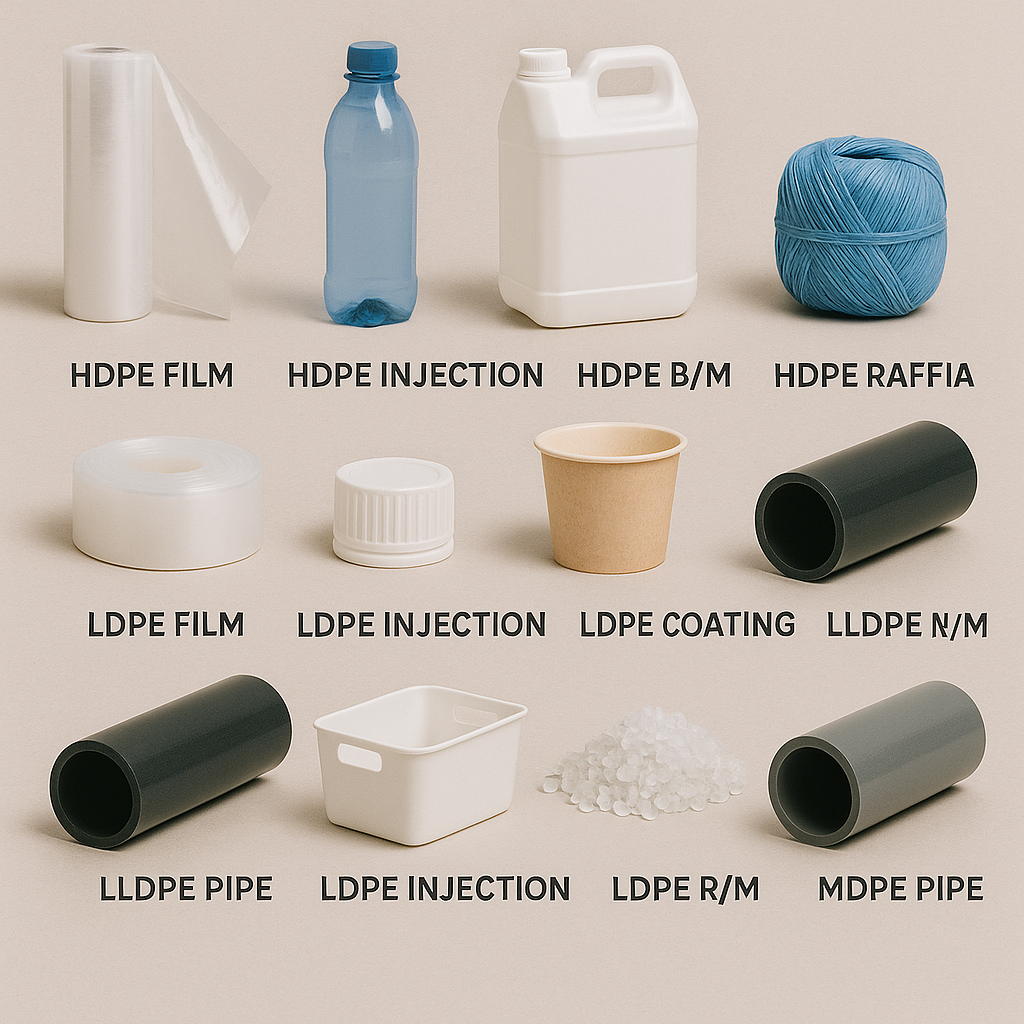 HDPE FILM
HDPE INJECTION
HDPE B/M
HDPE RAFFIA
LDPE FILM
LDPE INJECTION
LDPE COATING
LLDPE N/M
LLDPE PIPE
LDPE INJECTION
LDPE R/M
MDPE PIPE